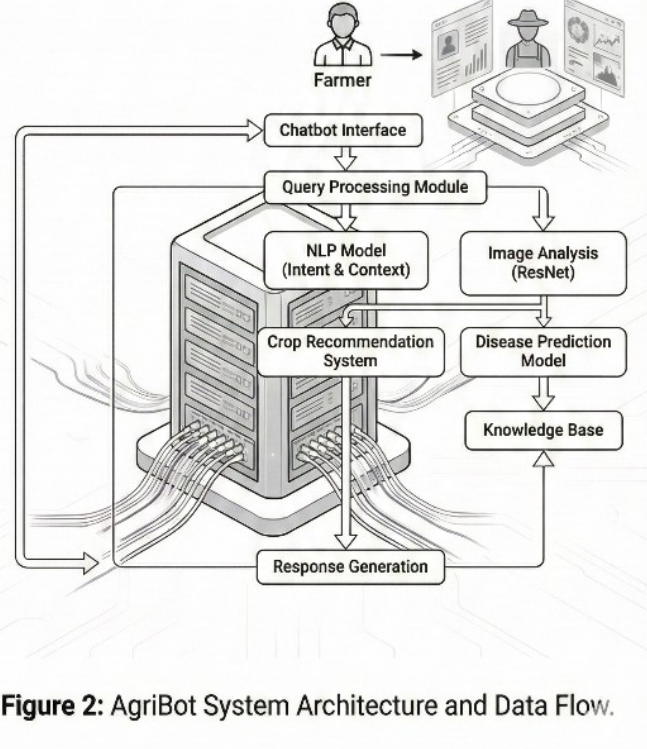 Farmer
Chatbot Interface
Query Processing Module
NLP Model
(Intent & Context)
Image Analysis
(ResNet)
Crop Recommendation
System
Disease Prediction
Model
Knowledge Base
Response Generation
Figure 2: AgriBot System Architecture and Data Flow.